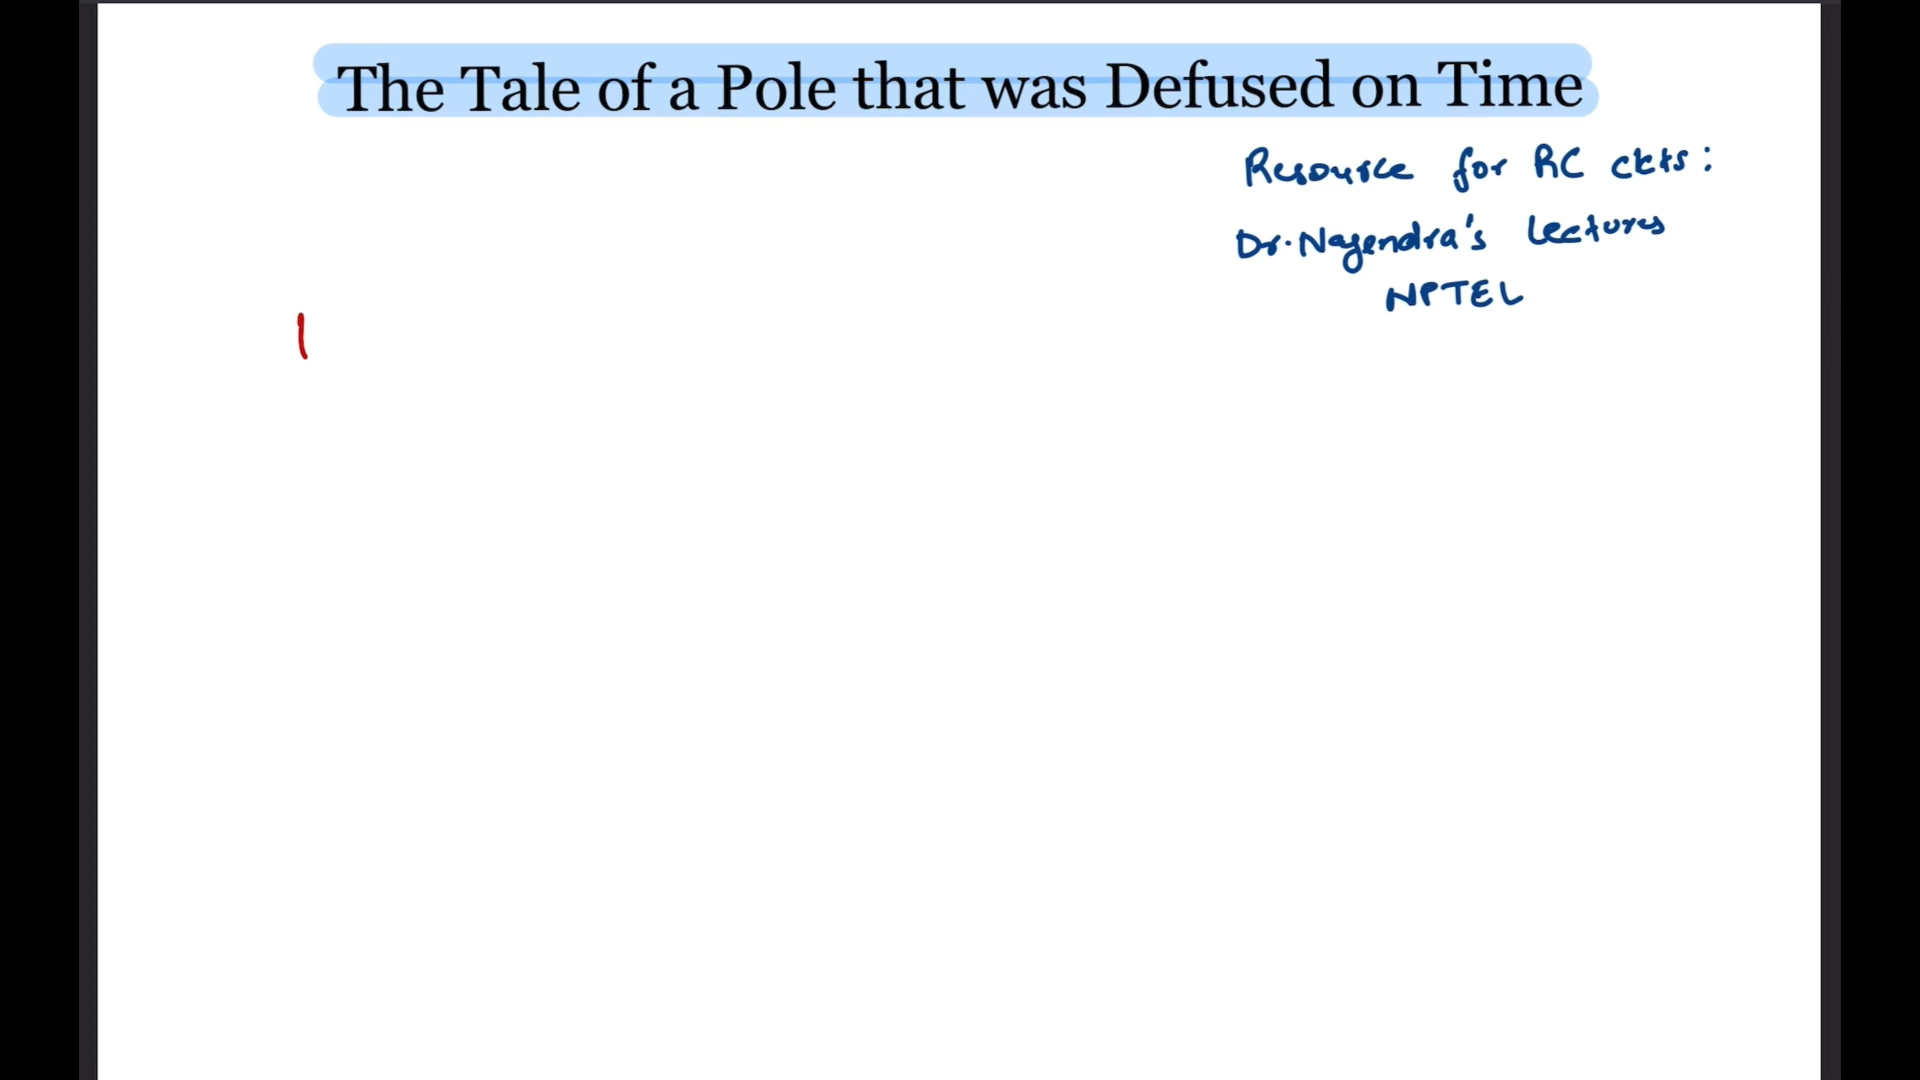 The Tale of a Pole that was Defused on Time
Resource for RC ckts:
Dr. Nagendra's lectures
NPTEL